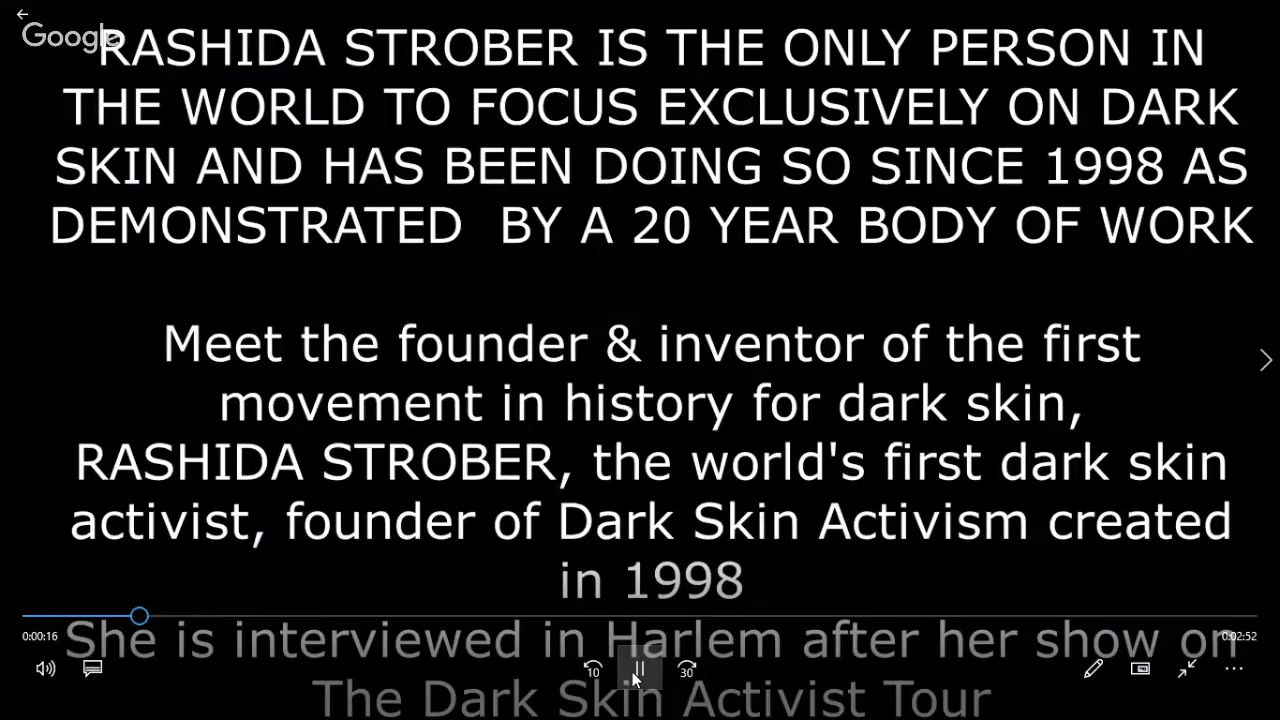 Google
RASHIDA STROBER IS THE ONLY PERSON IN
THE WORLD TO FOCUS EXCLUSIVELY ON DARK
SKIN AND HAS BEEN DOING SO SINCE 1998 AS
DEMONSTRATED BY A 20 YEAR BODY OF WORK
Meet the founder & inventor of the first
movement in history for dark skin,
RASHIDA STROBER, the world's first dark skin
activist, founder of Dark Skin Activism created
in 1998
0:00:16
She is interviewed in Harlem after her show on
0:02:52
10
30
The Dark Skin Activist Tour